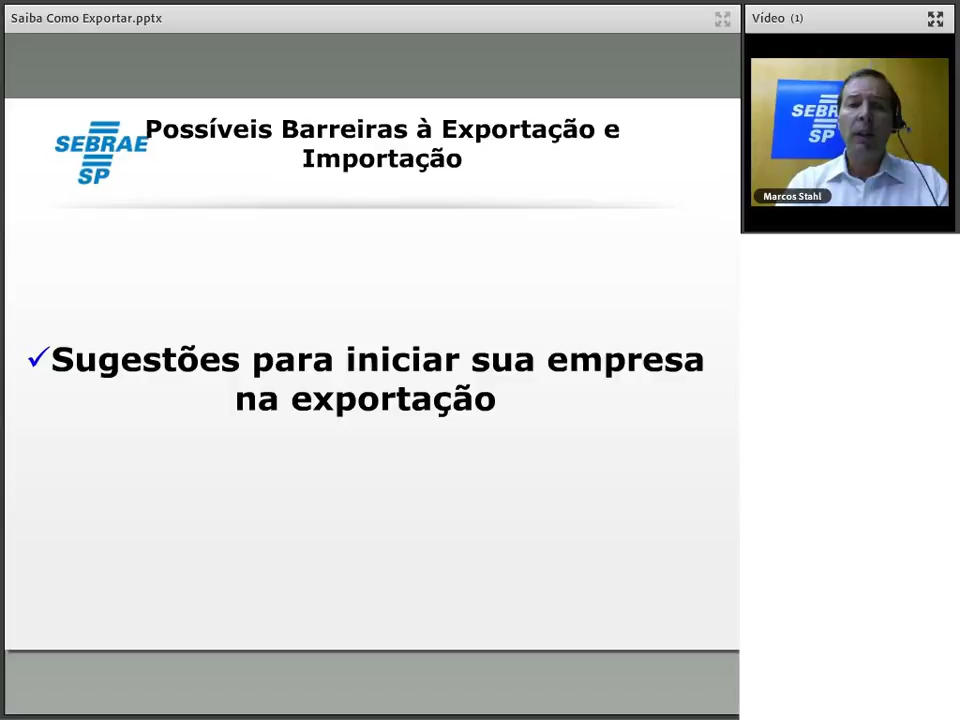 Saiba Como Exportar.pptx
Vídeo (1)
SEBRAE
SP
Possíveis Barreiras à Exportação e
Importação
SEBR
SP
Marcos Stahl
✓Sugestões para iniciar sua empresa
na exportação